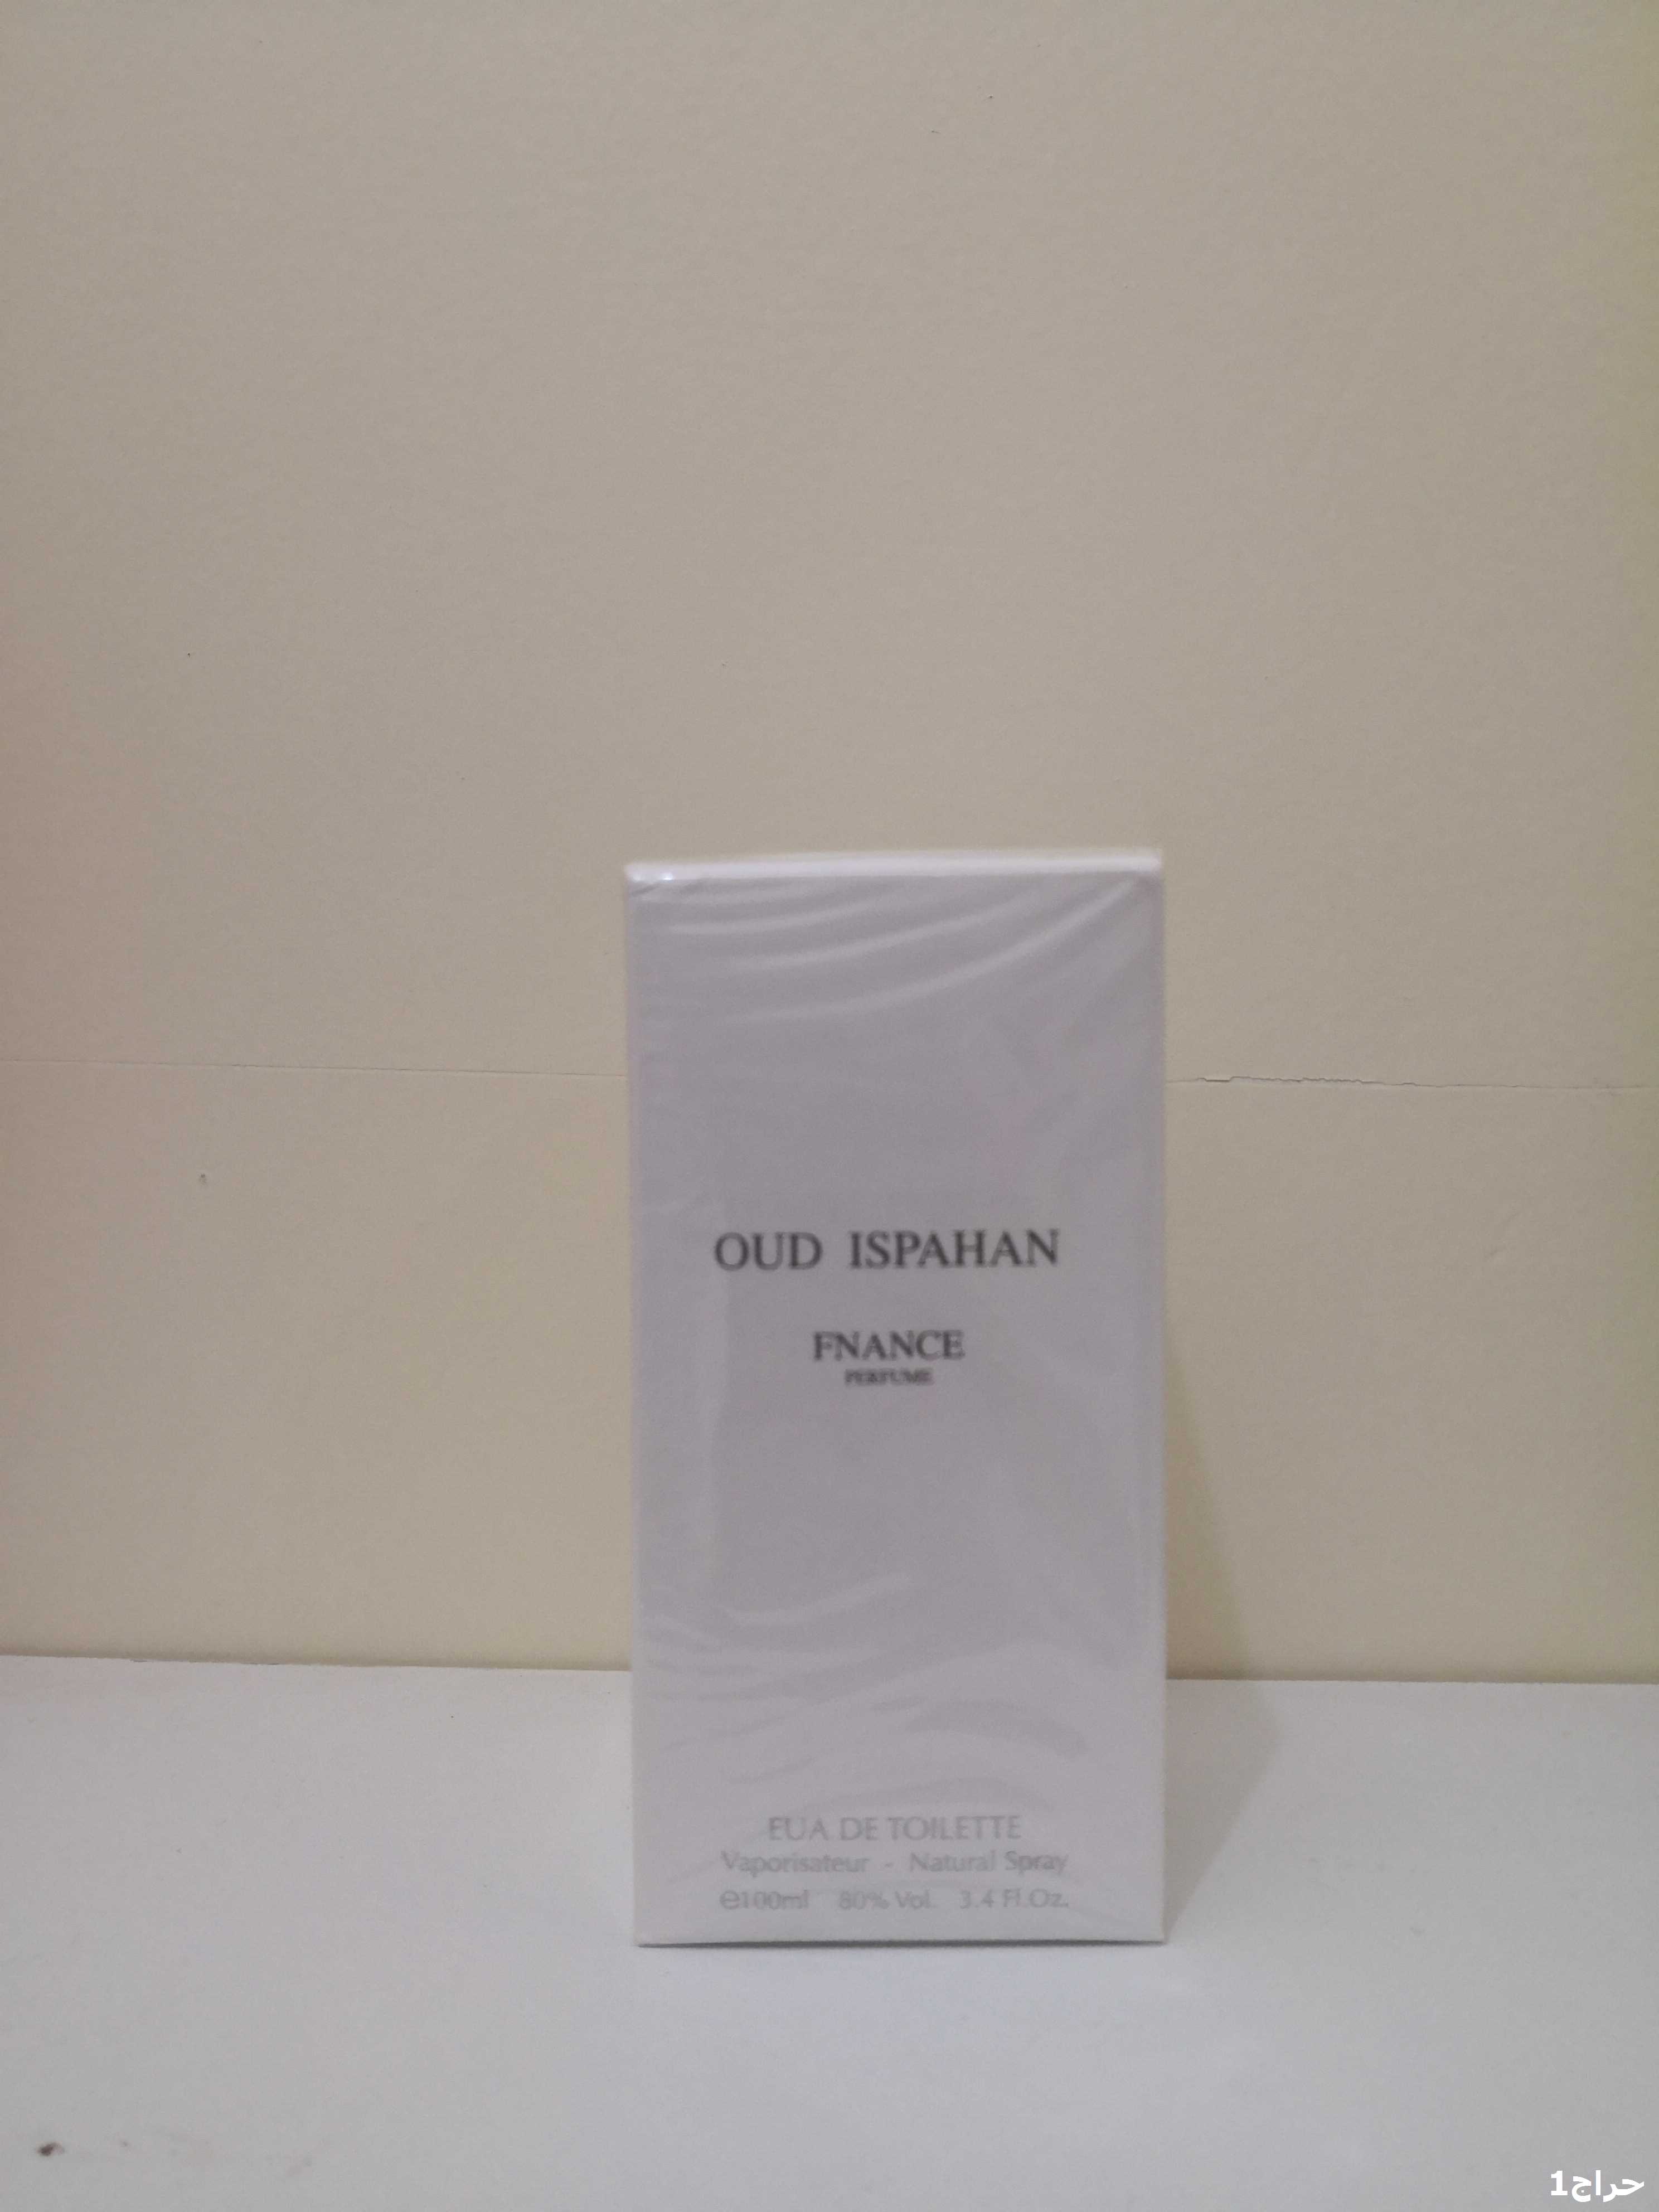 OUD ISPAHAN
FNANCE
PERFUME
EUA DE TOILETTE
Vaporisateur - Natural Spray
e100ml 80% Vol. 3.4 Fl.Oz.
حراج1